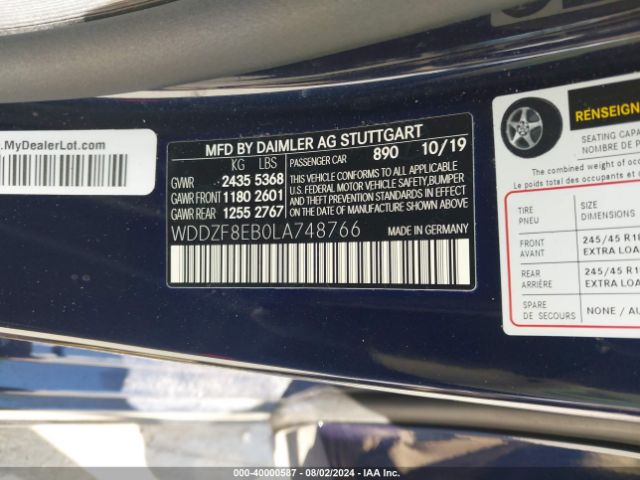 .MyDealerLot.com
MFD BY DAIMLER AG STUTTGART
KG LBS
PASSENGER CAR 890 10/19
GVWR 2435 5368
GAWR FRONT 1180 2601
GAWR REAR 1255 2767
THIS VEHICLE CONFORMS TO ALL APPLICABLE
U.S. FEDERAL MOTOR VEHICLE SAFETY, BUMPER
AND THEFT PREVENTION STANDARDS IN EFFECT
ON THE DATE OF MANUFACTURE SHOWN ABOVE.
WDDZF8EB0LA748766
MADE IN GERMANY
RENSEIGN
SEATING CAPA
NOMBRE DE P
The combined weight of occu
Le poids total des occupants et d
TIRE
PNEU
SIZE
DIMENSIONS
FRONT
AVANT
245/45 R18
EXTRA LOA
REAR
ARRIÈRE
245/45 R1
EXTRA LOA
SPARE
DE SECOURS
NONE / AU
000-40000587 - 08/02/2024 - IAA Inc.